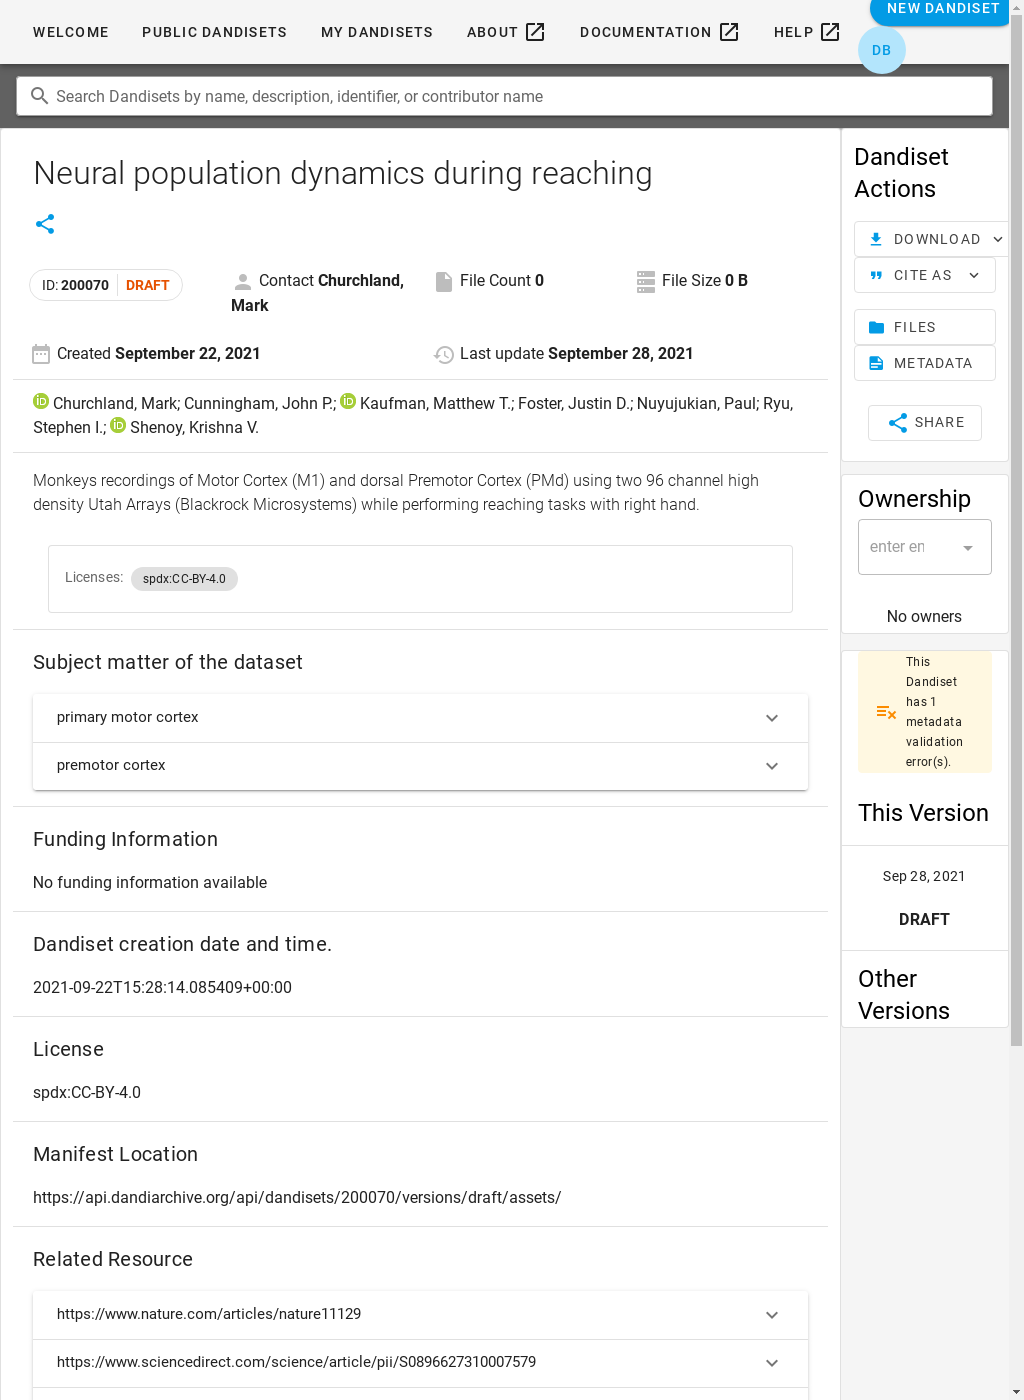 WELCOME PUBLIC DANDISETS MY DANDISETS ABOUT DOCUMENTATION HELP NEW DANDISET
DB
Search Dandisets by name, description, identifier, or contributor name
Neural population dynamics during reaching
ID: 200070 DRAFT
Contact Churchland, Mark
File Count 0
File Size 0 B
Created September 22, 2021
Last update September 28, 2021
iD Churchland, Mark; Cunningham, John P.; iD Kaufman, Matthew T.; Foster, Justin D.; Nuyujukian, Paul; Ryu,
Stephen I.; iD Shenoy, Krishna V.
Monkeys recordings of Motor Cortex (M1) and dorsal Premotor Cortex (PMd) using two 96 channel high
density Utah Arrays (Blackrock Microsystems) while performing reaching tasks with right hand.
Licenses: spdx:CC-BY-4.0
Subject matter of the dataset
primary motor cortex
premotor cortex
Funding Information
No funding information available
Dandiset creation date and time.
2021-09-22T15:28:14.085409+00:00
License
spdx:CC-BY-4.0
Manifest Location
https://api.dandiarchive.org/api/dandisets/200070/versions/draft/assets/
Related Resource
https://www.nature.com/articles/nature11129
https://www.sciencedirect.com/science/article/pii/S0896627310007579
Dandiset
Actions
DOWNLOAD
CITE AS
FILES
METADATA
SHARE
Ownership
enter en
No owners
This
Dandiset
has 1
metadata
validation
error(s).
This Version
Sep 28, 2021
DRAFT
Other
Versions